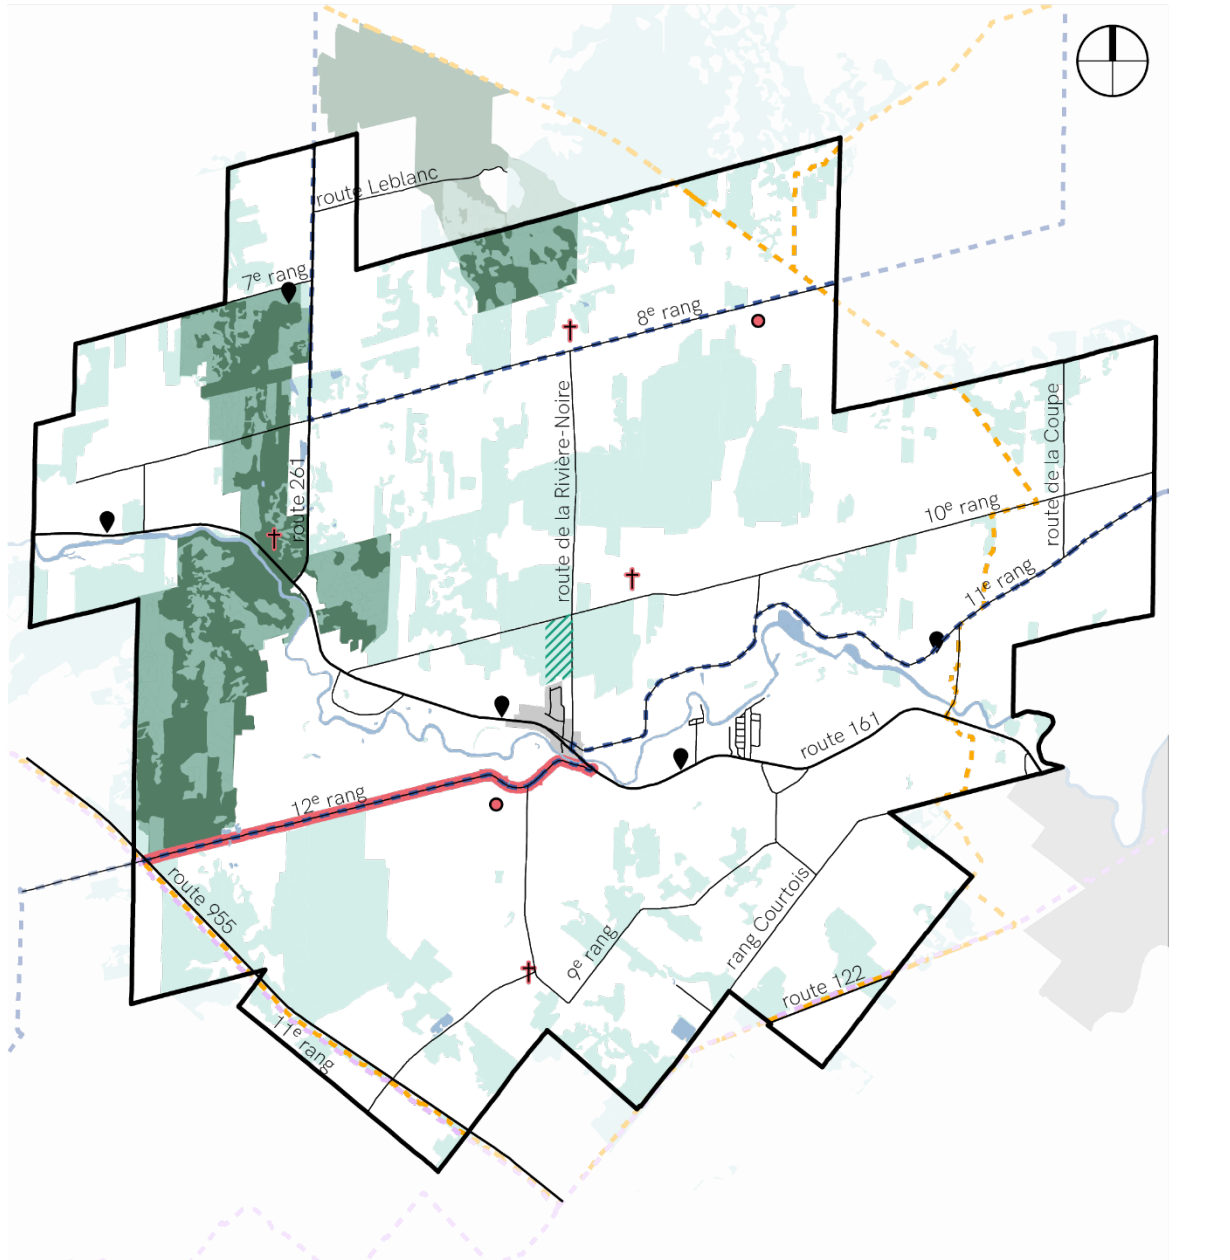 route Leblanc
7e rang
8e rang
route de la Rivière-Noire
route de la Coupe
route 261
10e rang
11e rang
route 161
12e rang
route 955
rang Courtois
9e rang
route 122
11e rang